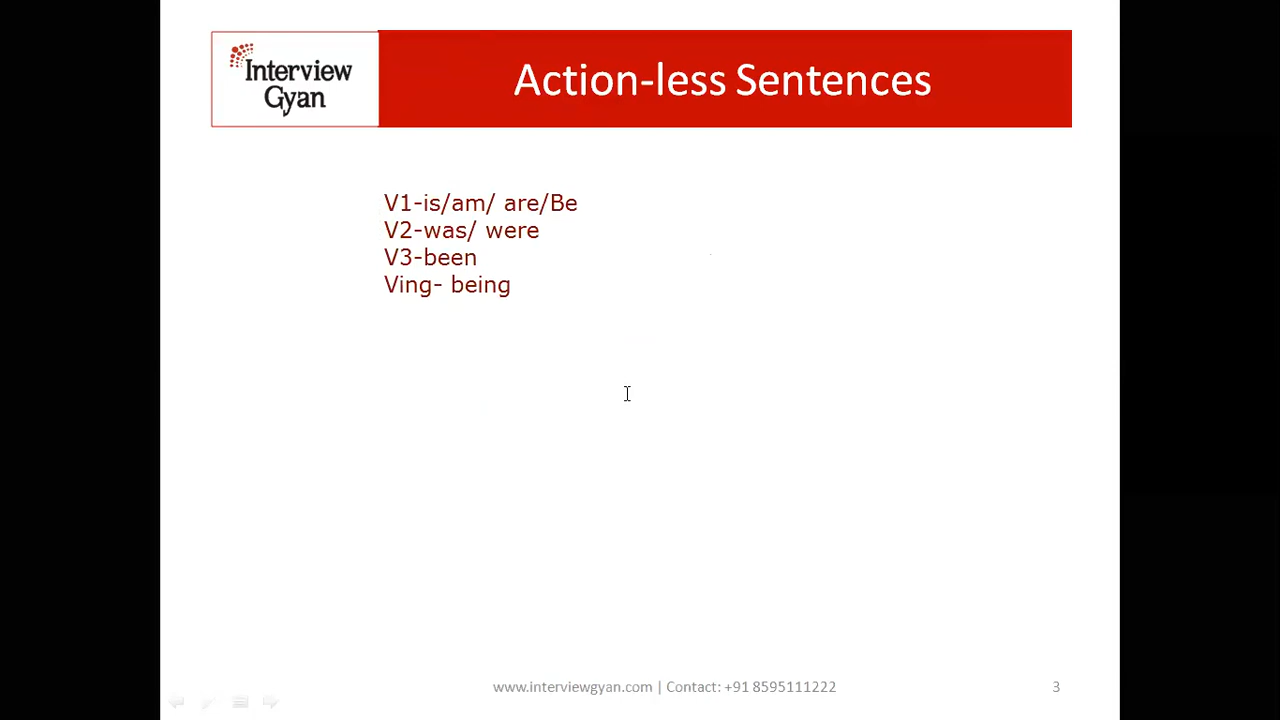 Interview
Gyan
Action-less Sentences
V1-is/am/ are/Be
V2-was/ were
V3-been
Ving- being
www.interviewgyan.com | Contact: +91 8595111222
3